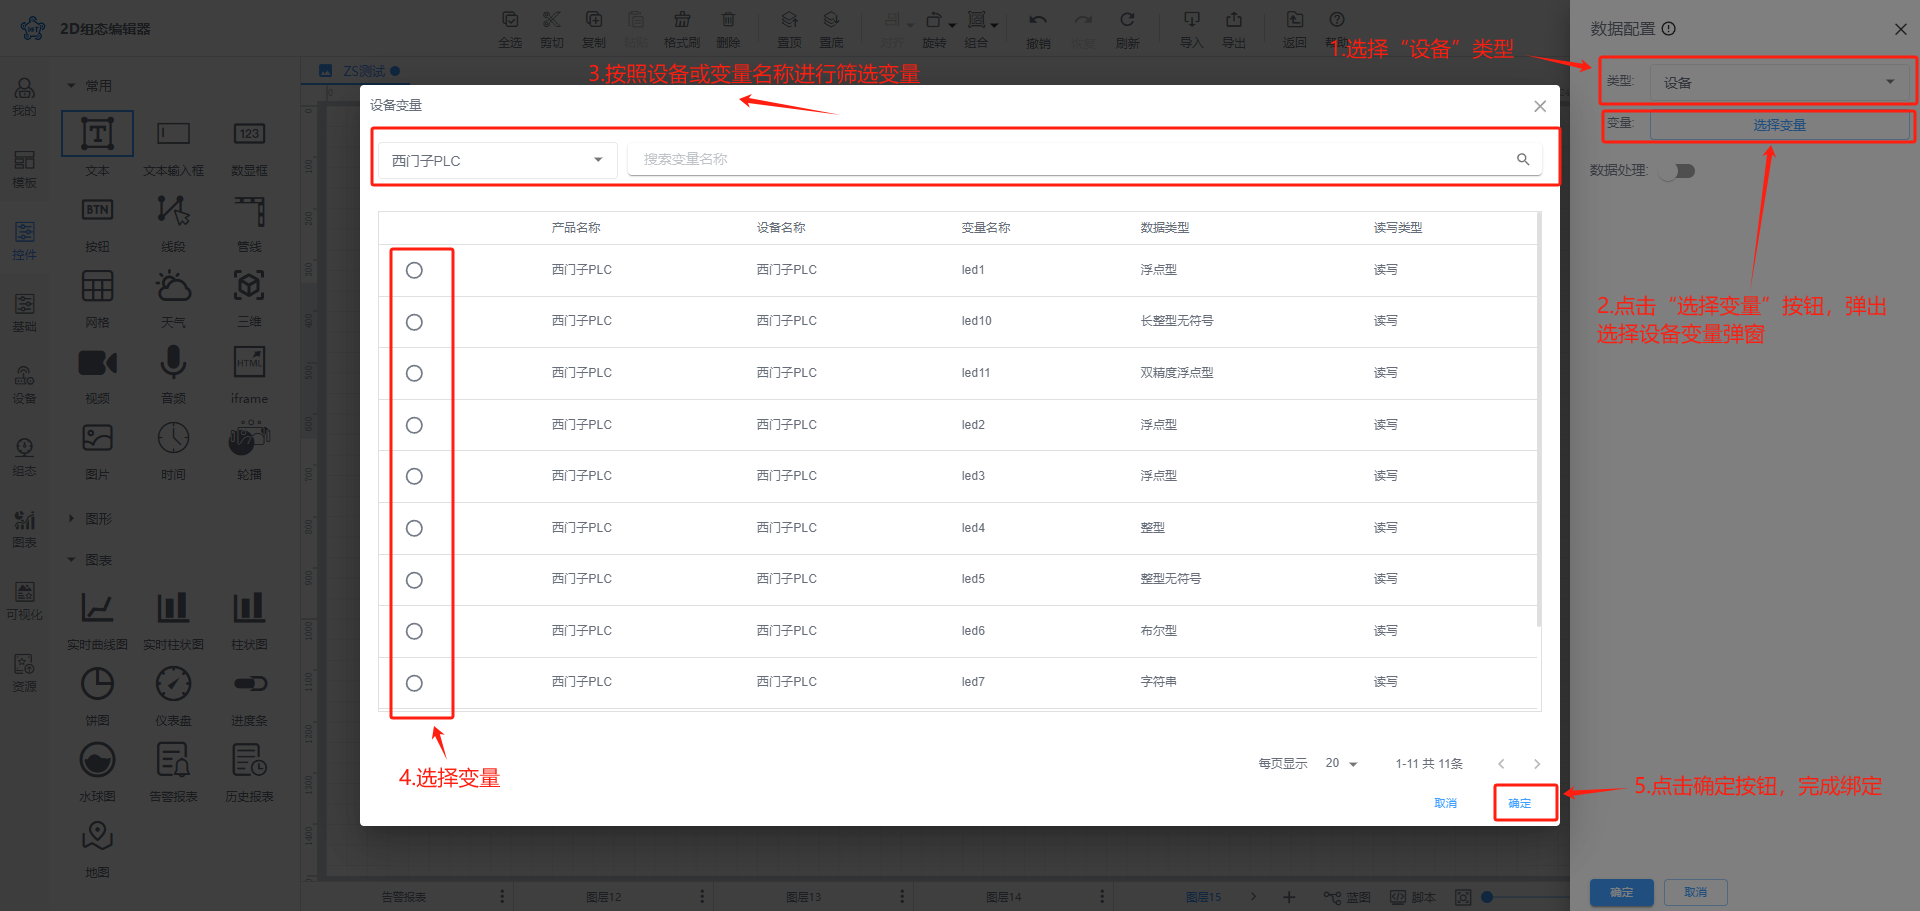 2D组态编辑器
全选
剪切
复制
粘贴
格式刷
删除
置顶
置底
对齐
旋转
组合
撤销
恢复
刷新
导入
导出
返回
帮助
数据配置
1.选择“设备”类型
类型:
设备
变量:
选择变量
数据处理:
2.点击“选择变量”按钮，弹出
选择设备变量弹窗
我的
模板
控件
基础
设备
组态
图表
可视化
资源
常用
文本
文本输入框
123
数显框
BTN
按钮
线段
管线
网格
天气
三维
视频
音频
HTML
iframe
图片
时间
轮播
图形
图表
实时曲线图
实时柱状图
柱状图
饼图
仪表盘
进度条
水球图
告警报表
历史报表
地图
ZS测试
3.按照设备或变量名称进行筛选变量
设备变量
西门子PLC
搜索变量名称
产品名称 设备名称 变量名称 数据类型 读写类型
西门子PLC 西门子PLC led1 浮点型 读写
西门子PLC 西门子PLC led10 长整型无符号 读写
西门子PLC 西门子PLC led11 双精度浮点型 读写
西门子PLC 西门子PLC led2 浮点型 读写
西门子PLC 西门子PLC led3 浮点型 读写
西门子PLC 西门子PLC led4 整型 读写
西门子PLC 西门子PLC led5 整型无符号 读写
西门子PLC 西门子PLC led6 布尔型 读写
西门子PLC 西门子PLC led7 字符串 读写
4.选择变量
每页显示 20 1-11 共 11条
取消
确定
5.点击确定按钮，完成绑定
告警报表
图层12
图层13
图层14
图层15
蓝图
脚本
确定
取消